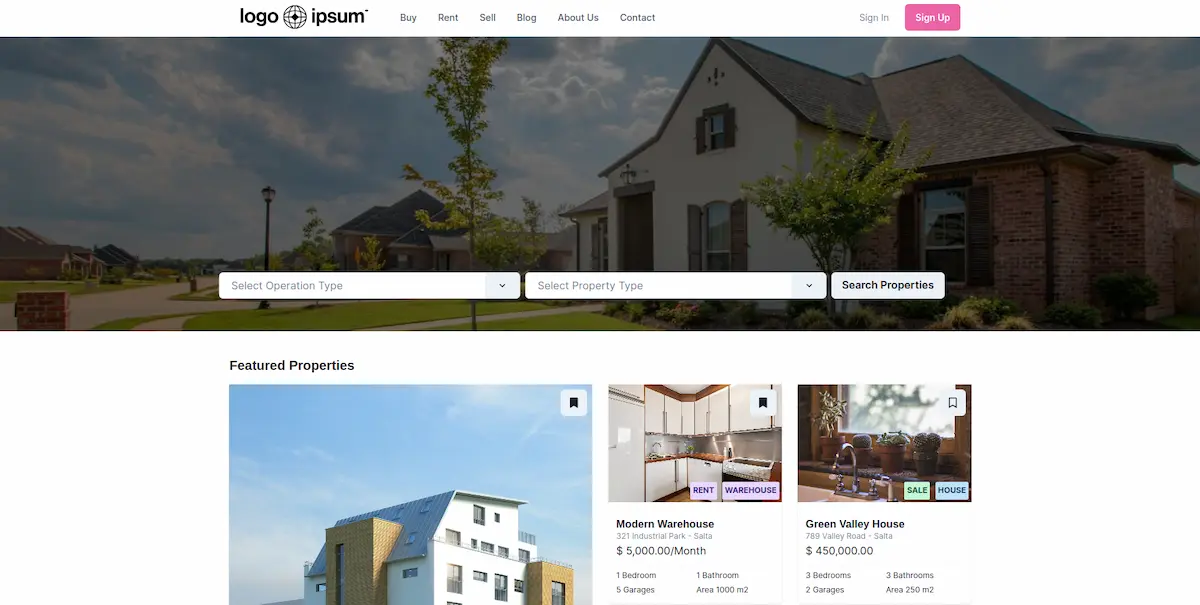 logo ipsum
Buy Rent Sell Blog About Us Contact Sign In Sign Up
Select Operation Type Select Property Type Search Properties
Featured Properties
RENT WAREHOUSE
Modern Warehouse
321 Industrial Park - Salta
$ 5,000.00/Month
1 Bedroom 1 Bathroom
5 Garages Area 1000 m2
SALE HOUSE
Green Valley House
789 Valley Road - Salta
$ 450,000.00
3 Bedrooms 3 Bathrooms
2 Garages Area 250 m2